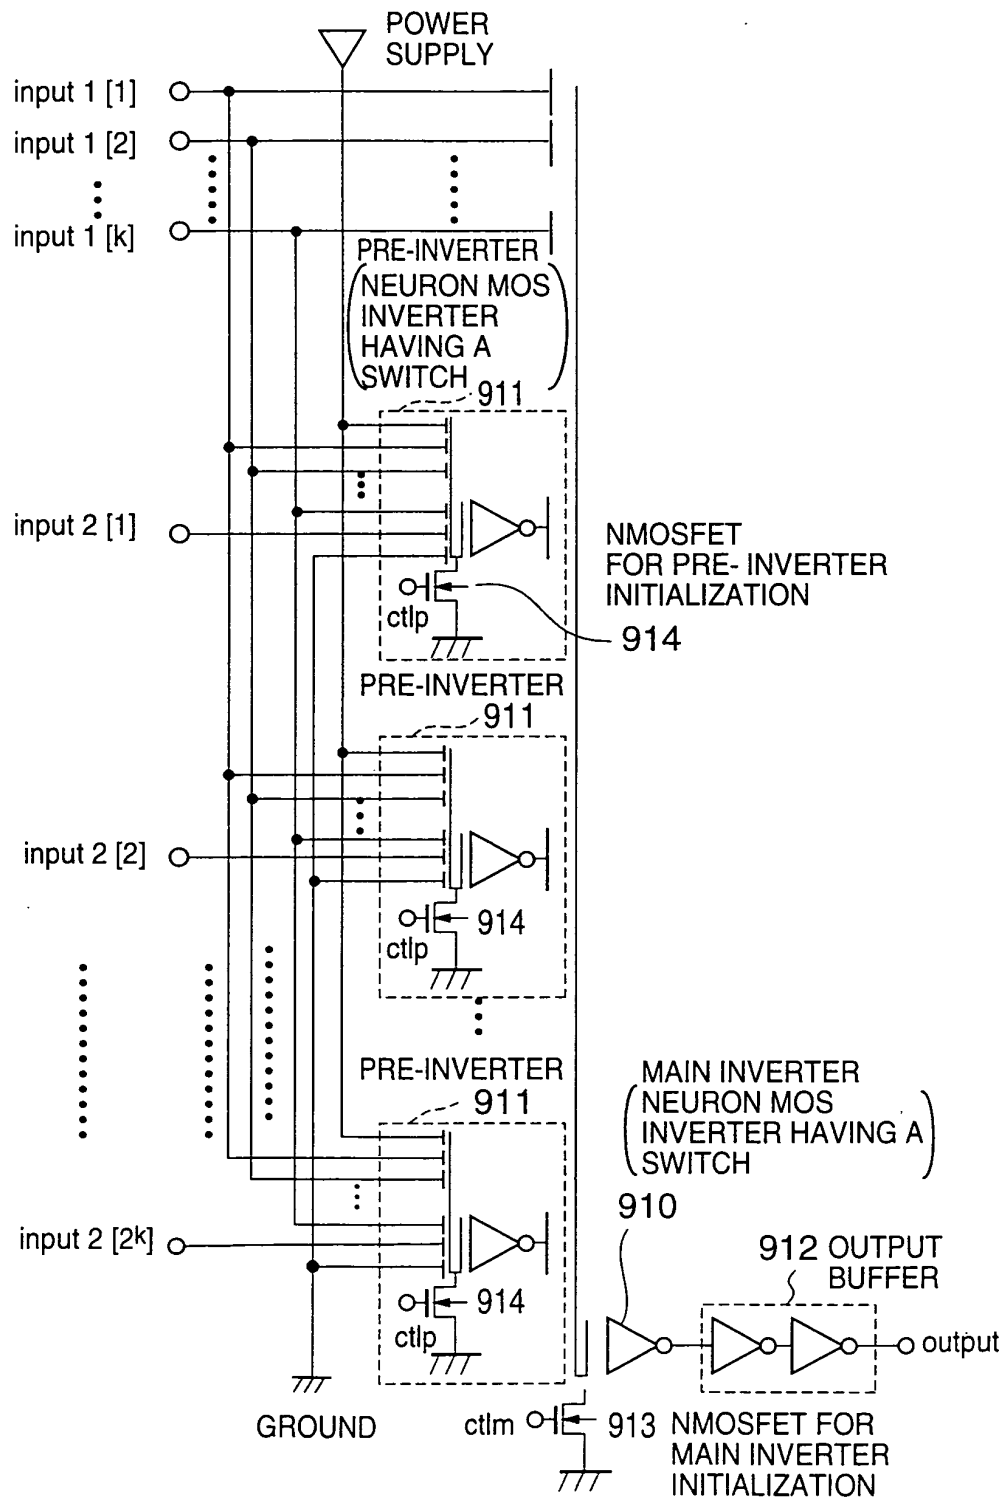 POWER
SUPPLY
input 1 [1]
input 1 [2]
input 1 [k]
PRE-INVERTER
NEURON MOS
INVERTER
HAVING A
SWITCH
911
input 2 [1]
NMOSFET
FOR PRE- INVERTER
INITIALIZATION
ctlp
914
PRE-INVERTER
911
input 2 [2]
914
ctlp
PRE-INVERTER
911
MAIN INVERTER
NEURON MOS
INVERTER HAVING A
SWITCH
910
input 2 [2ᵏ]
912 OUTPUT
BUFFER
914
ctlp
output
GROUND
ctlm
913 NMOSFET FOR
MAIN INVERTER
INITIALIZATION